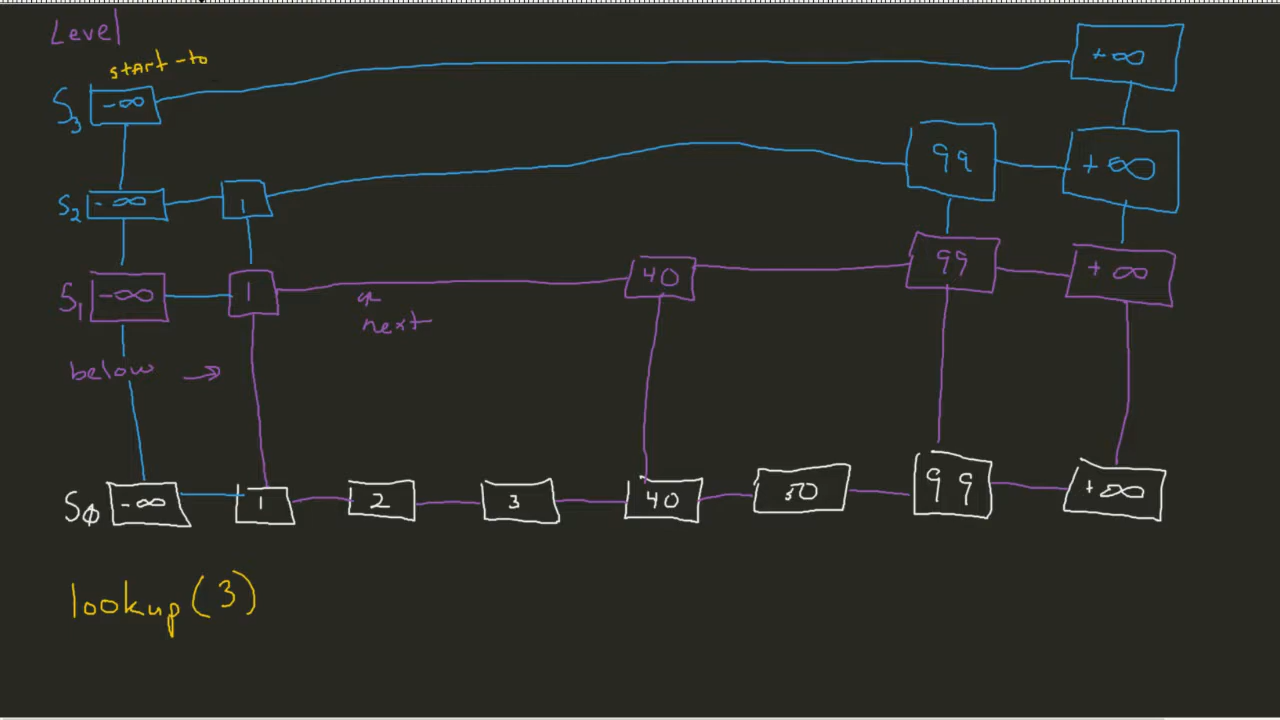 Level
start-to
S3 -∞ +∞
S2 -∞ 1 99 +∞
S1 -∞ 1 40 99 +∞
next
below →
S∅ -∞ 1 2 3 40 50 99 +∞
lookup(3)